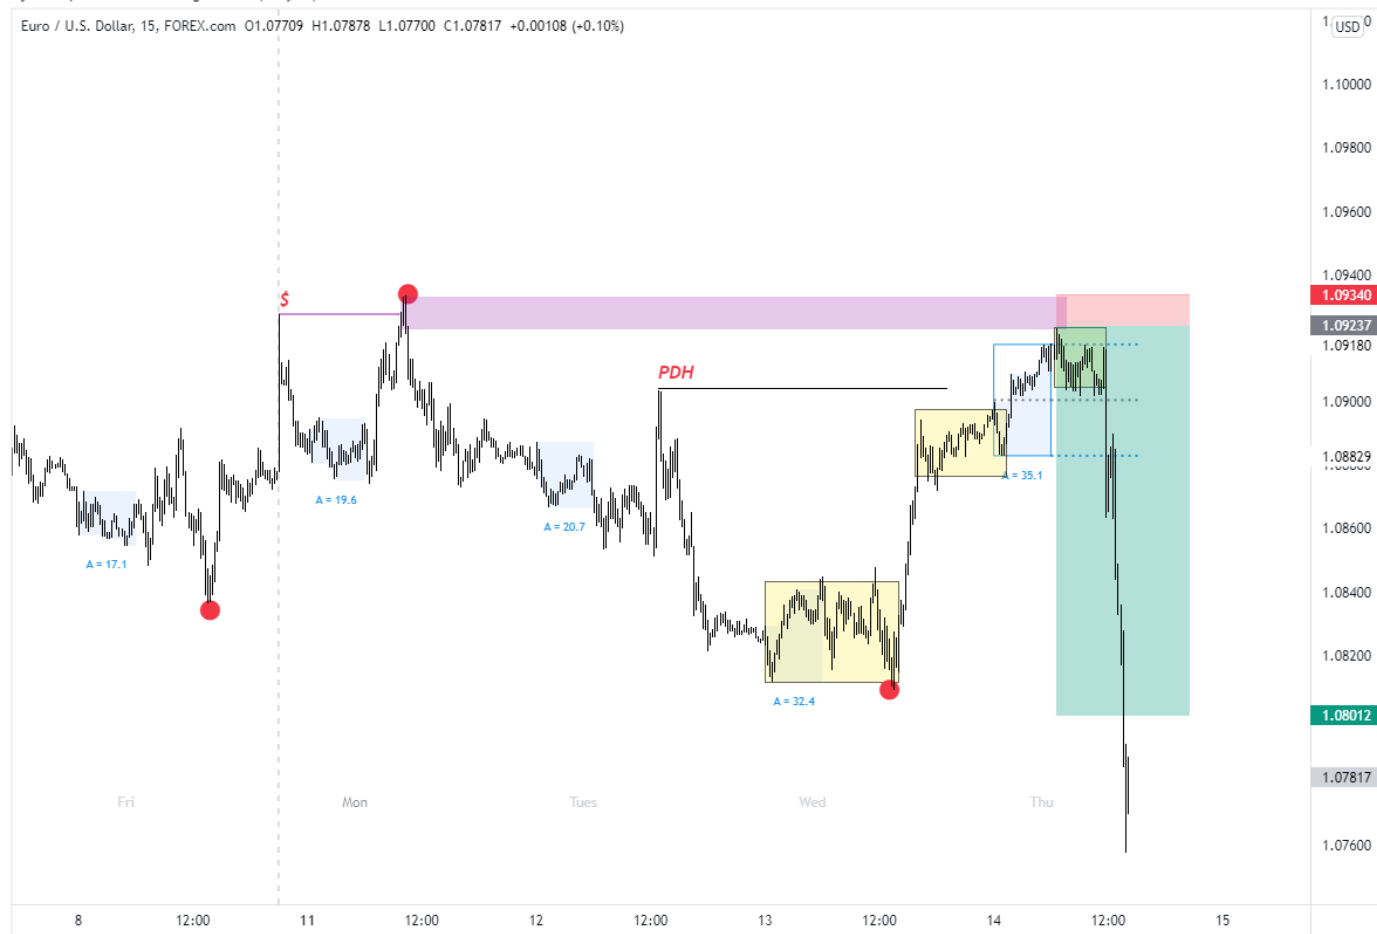 Euro / U.S. Dollar, 15, FOREX.com O1.07709 H1.07878 L1.07700 C1.07817 +0.00108 (+0.10%)
USD
1.10000
1.09800
1.09600
1.09400
$
1.09340
1.09237
1.09180
PDH
1.09000
1.08829
A = 35.1
A = 19.6
A = 20.7
1.08600
A = 17.1
1.08400
1.08200
A = 32.4
1.08012
1.07817
Fri
Mon
Tues
Wed
Thu
1.07600
8
12:00
11
12:00
12
12:00
13
12:00
14
12:00
15